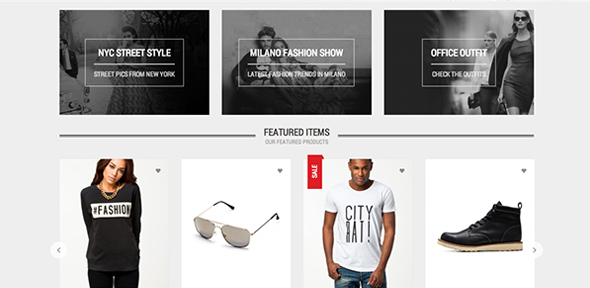 NYC STREET STYLE
STREET PICS FROM NEW YORK
MILANO FASHION SHOW
LATEST FASHION TRENDS IN MILANO
OFFICE OUTFIT
CHECK THE OUTFITS
FEATURED ITEMS
OUR FEATURED PRODUCTS
#FASHION
SALE
CITY
RAT!